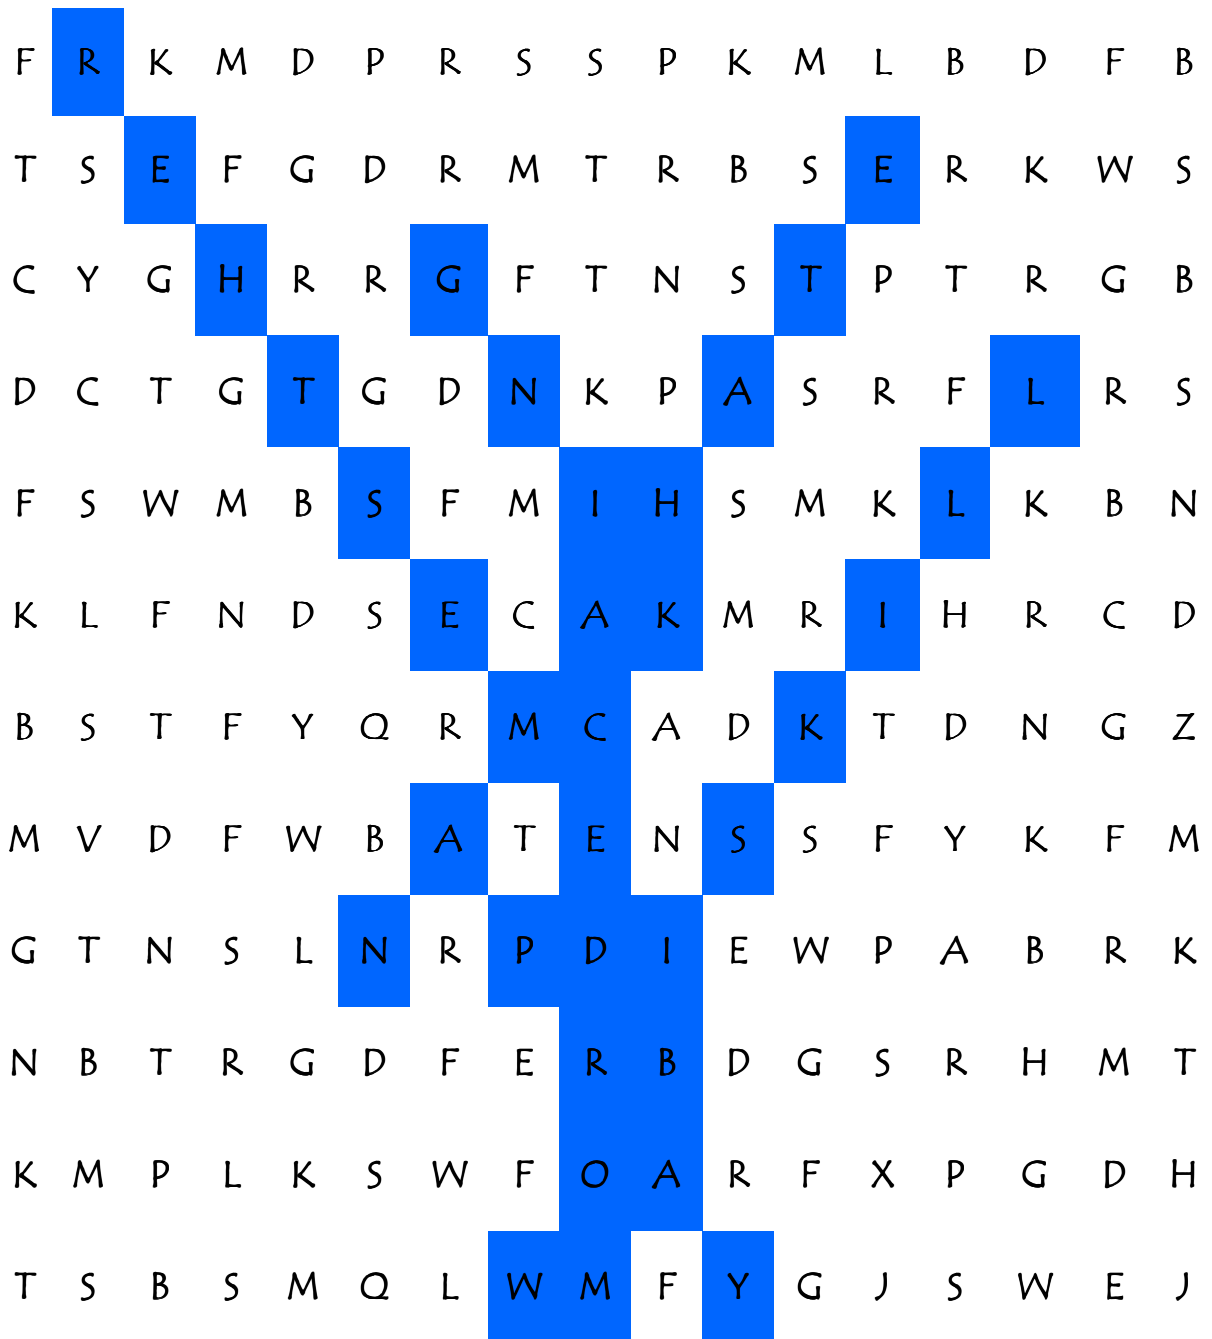 F R K M D P R S S P K M L B D F B
T S E F G D R M T R B S E R K W S
C Y G H R R G F T N S T P T R G B
D C T G T G D N K P A S R F L R S
F S W M B S F M I H S M K L K B N
K L F N D S E C A K M R I H R C D
B S T F Y Q R M C A D K T D N G Z
M V D F W B A T E N S S F Y K F M
G T N S L N R P D I E W P A B R K
N B T R G D F E R B D G S R H M T
K M P L K S W F O A R F X P G D H
T S B S M Q L W M F Y G J S W E J